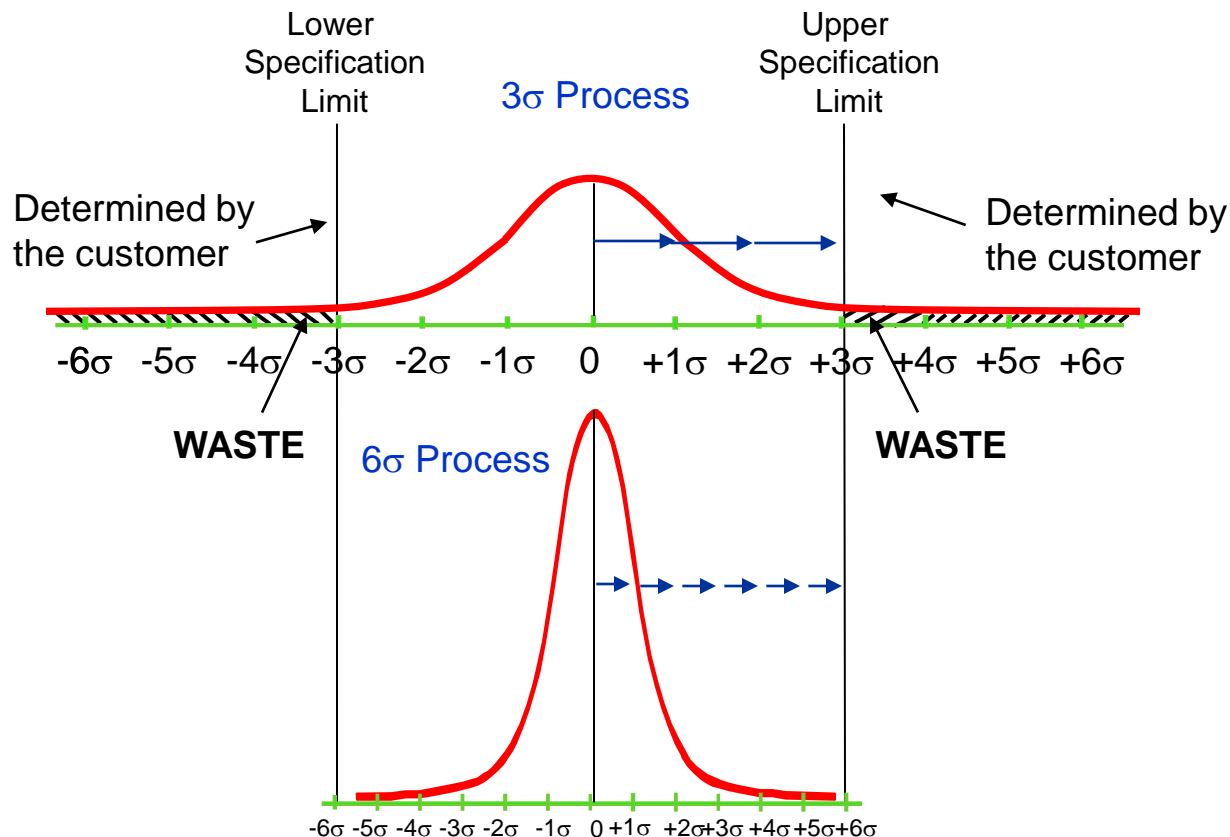 Lower
Specification
Limit
Upper
Specification
Limit
3σ Process
Determined by
the customer
Determined by
the customer
-6σ -5σ -4σ -3σ -2σ -1σ 0 +1σ +2σ +3σ +4σ +5σ +6σ
WASTE
WASTE
6σ Process
-6σ -5σ -4σ -3σ -2σ -1σ 0 +1σ +2σ +3σ +4σ +5σ +6σ